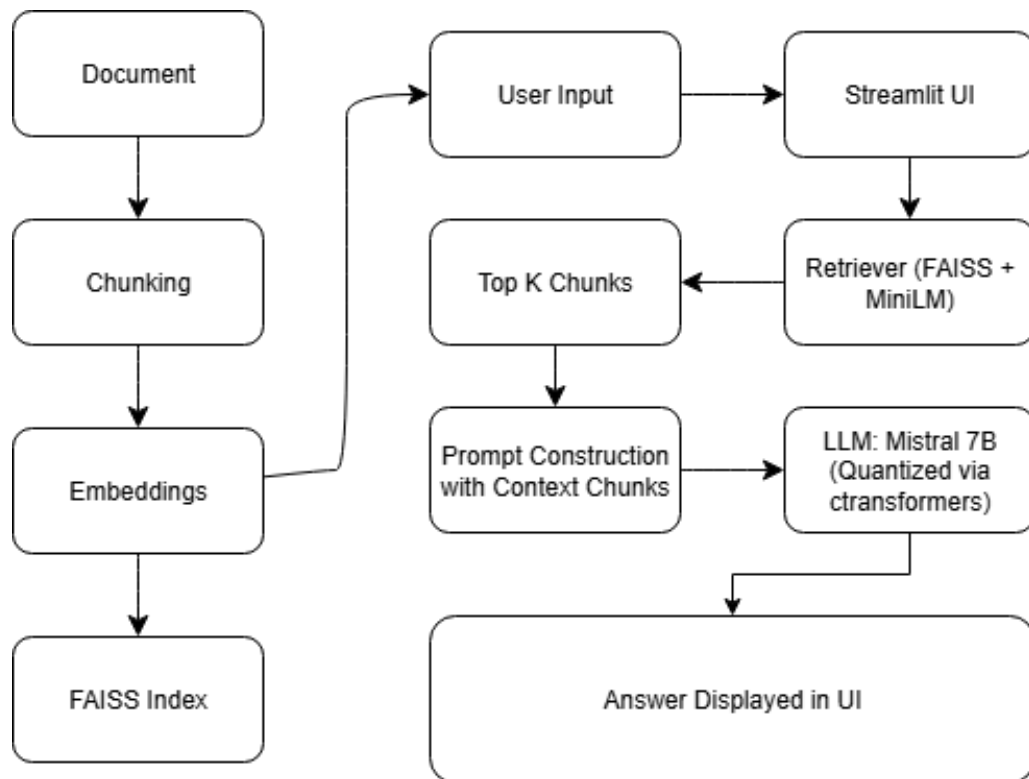 Document
Chunking
Embeddings
FAISS Index
User Input
Streamlit UI
Retriever (FAISS +
MiniLM)
Top K Chunks
Prompt Construction
with Context Chunks
LLM: Mistral 7B
(Quantized via
ctransformers)
Answer Displayed in UI